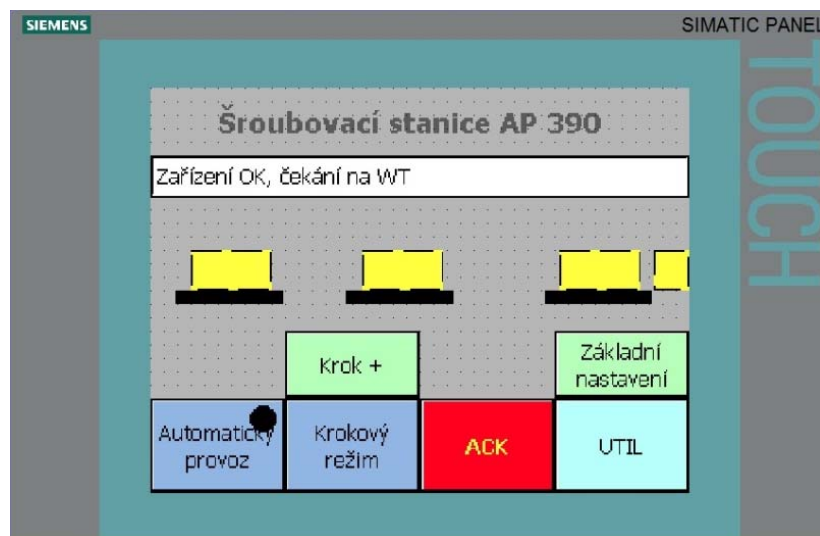 SIEMENS
SIMATIC PANEL
TOUCH
Šroubovací stanice AP 390
Zařízení OK, čekání na WT
Krok +
Základní
nastavení
Automatický
provoz
Krokový
režim
ACK
UTIL